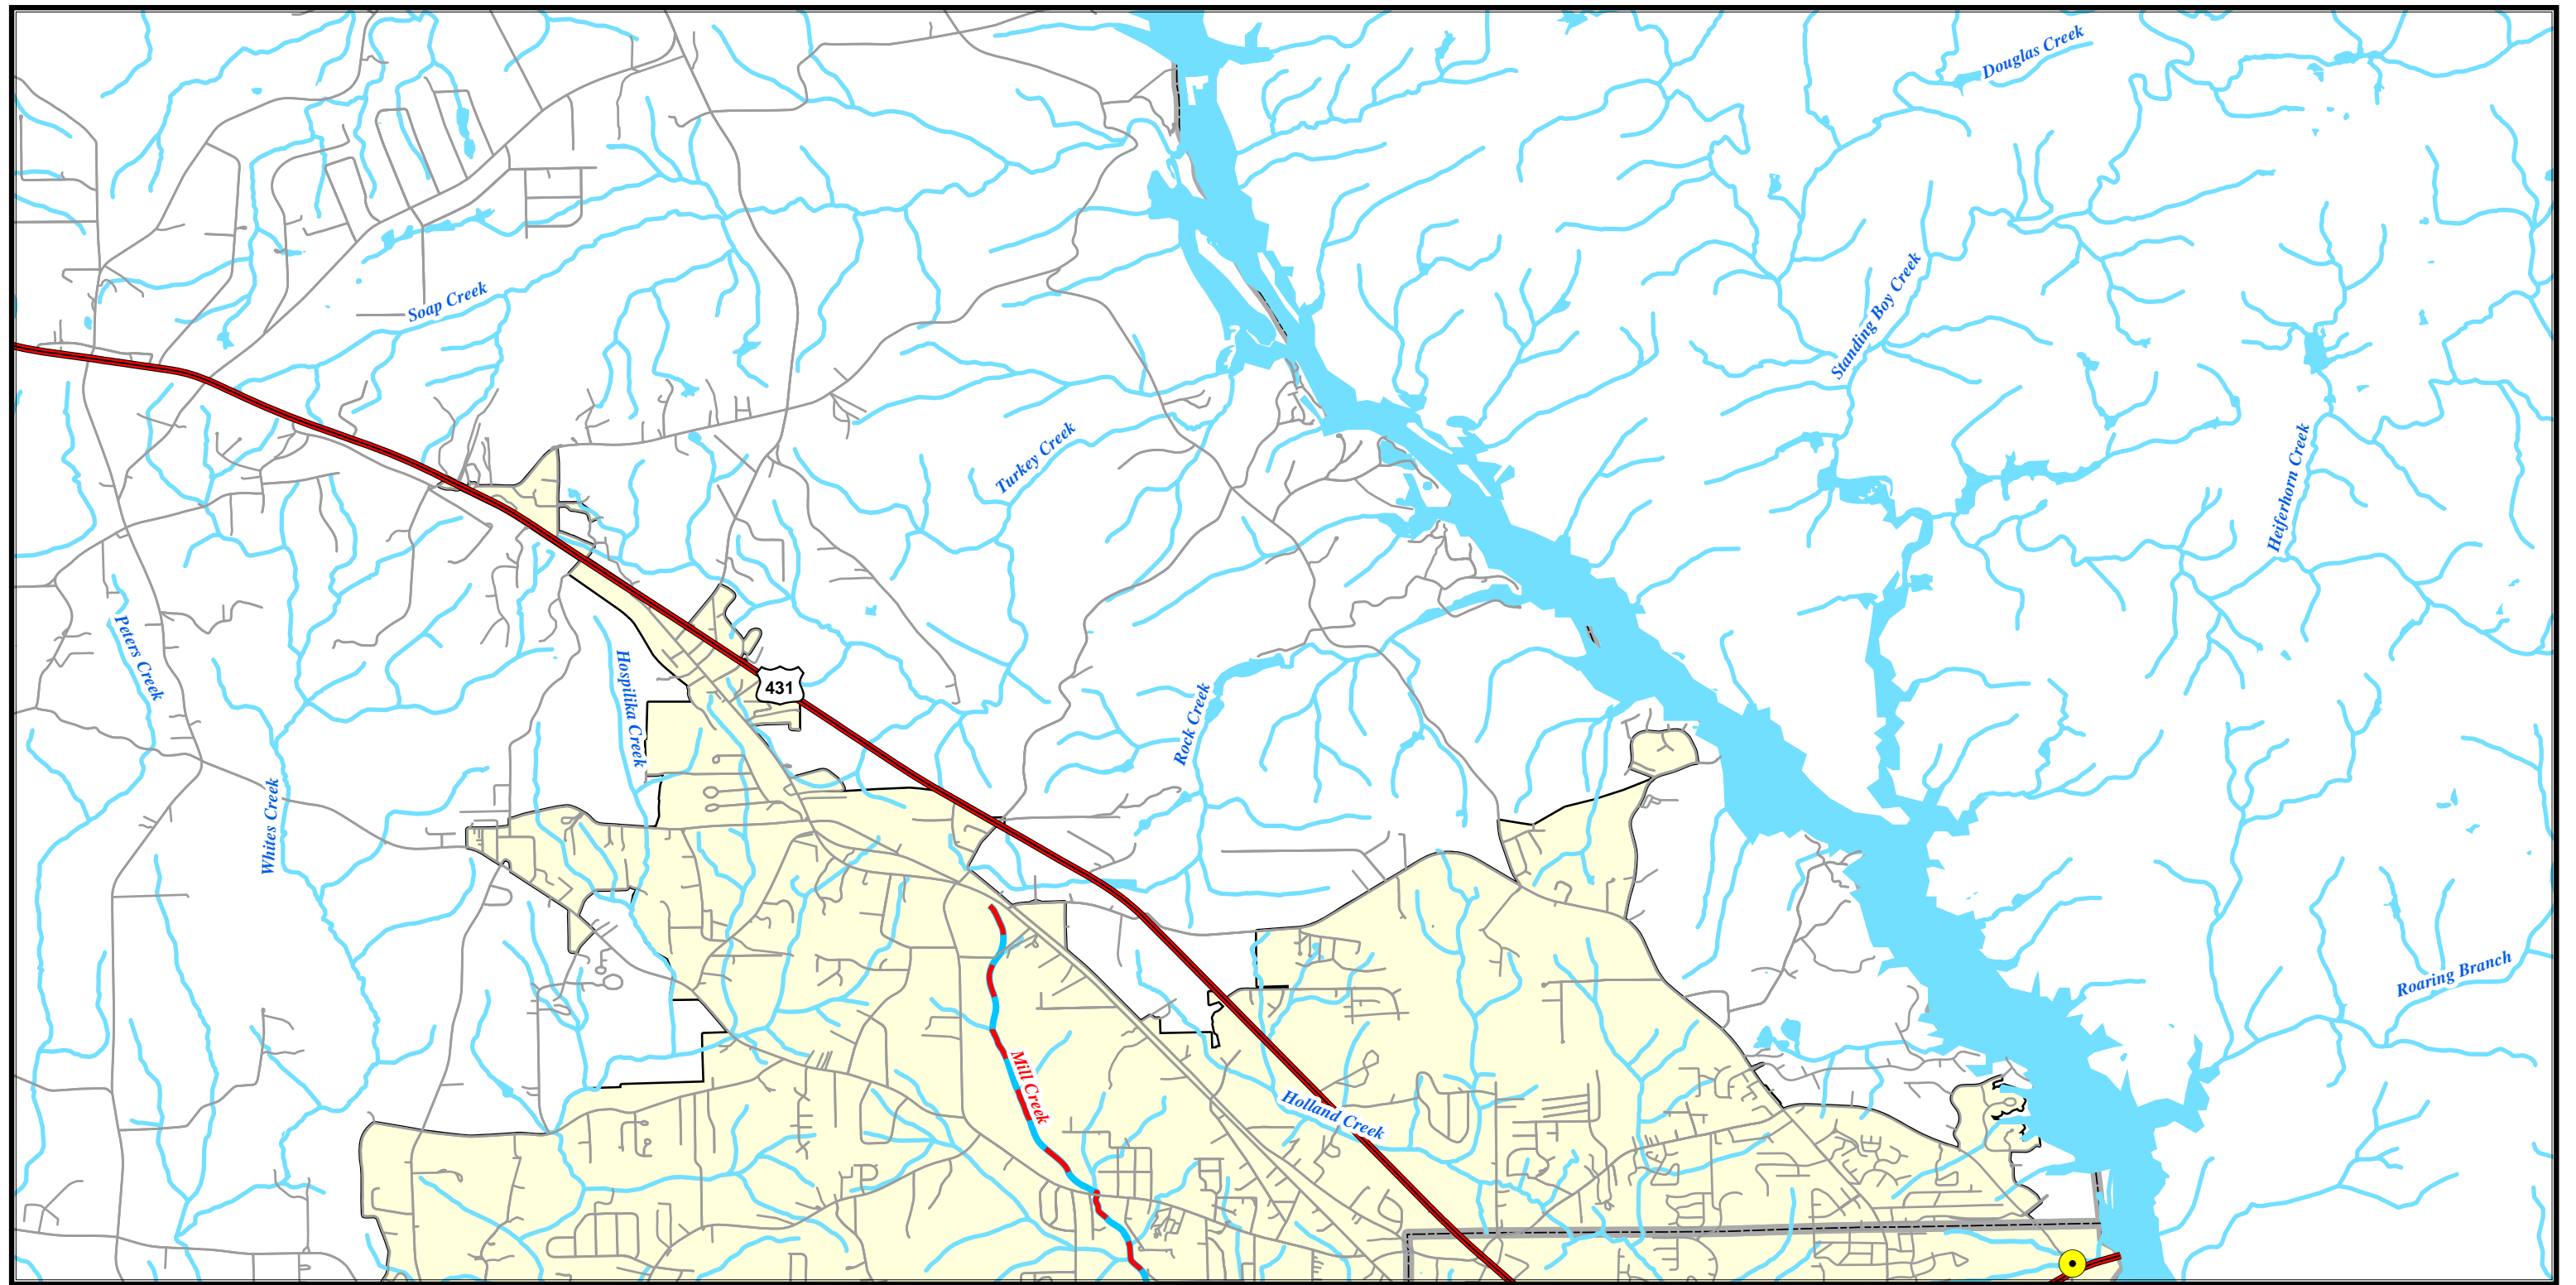 Douglas Creek
Soap Creek
Standing Boy Creek
Turkey Creek
Heiferhorn Creek
Peters Creek
Hospilika Creek
431
Rock Creek
Whites Creek
Roaring Branch
Mill Creek
Holland Creek